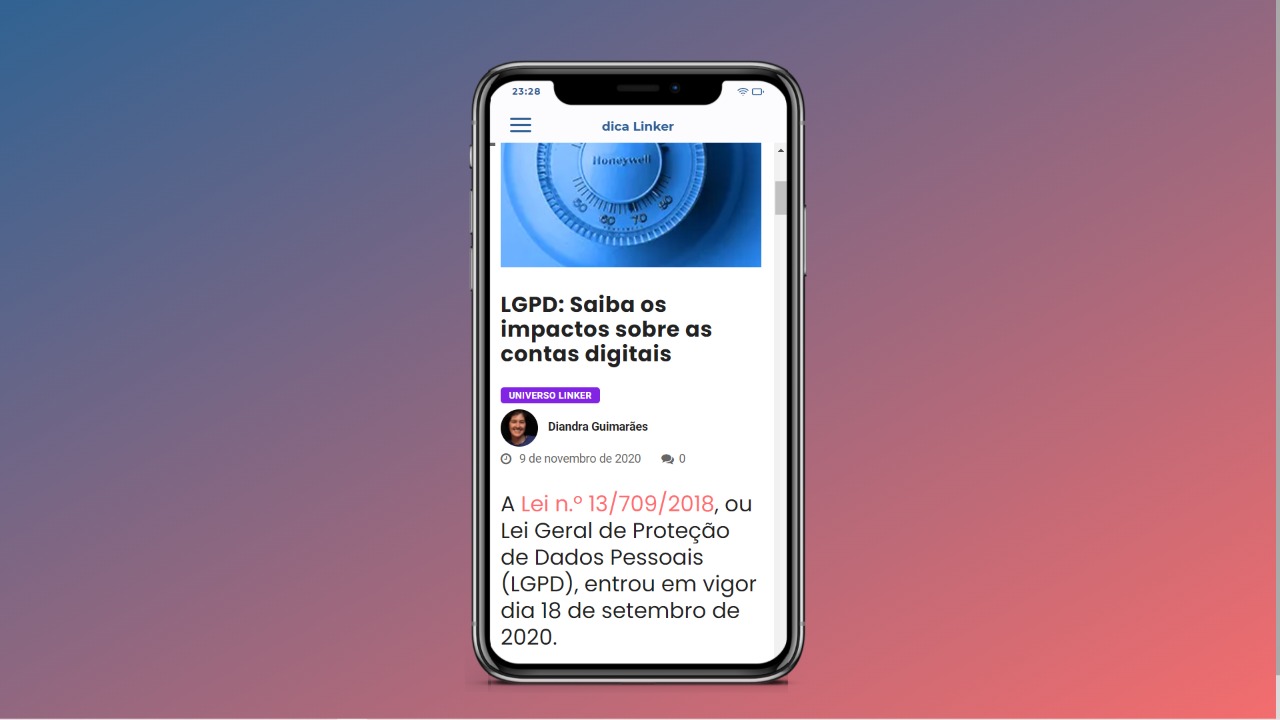 23:28
dica Linker
Honeywell
50 60 70 80
LGPD: Saiba os
impactos sobre as
contas digitais
UNIVERSO LINKER
Diandra Guimarães
9 de novembro de 2020 0
A Lei n.º 13/709/2018, ou
Lei Geral de Proteção
de Dados Pessoais
(LGPD), entrou em vigor
dia 18 de setembro de
2020.